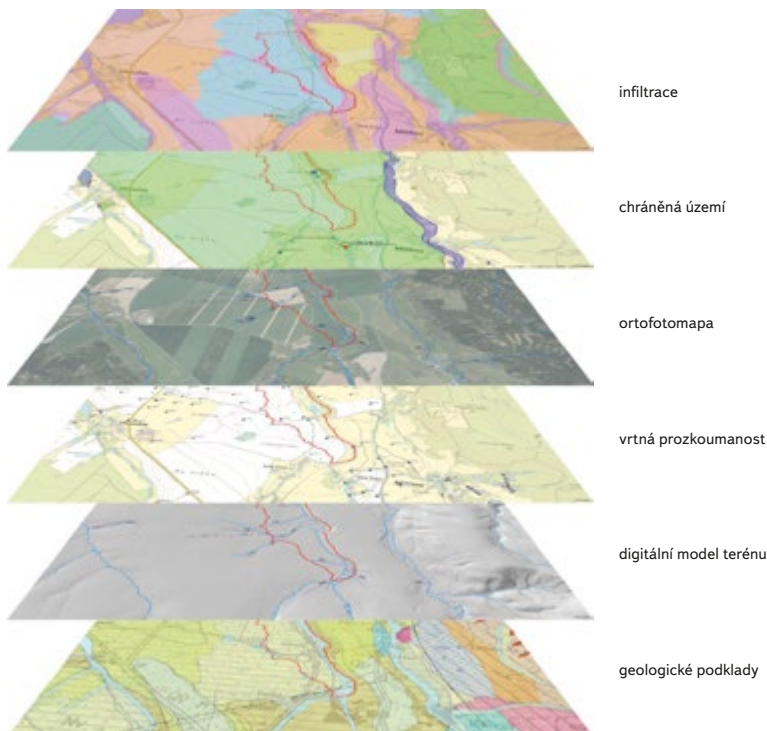 infiltrace
chráněná území
ortofotomapa
vrtná prozkoumanost
digitální model terénu
geologické podklady